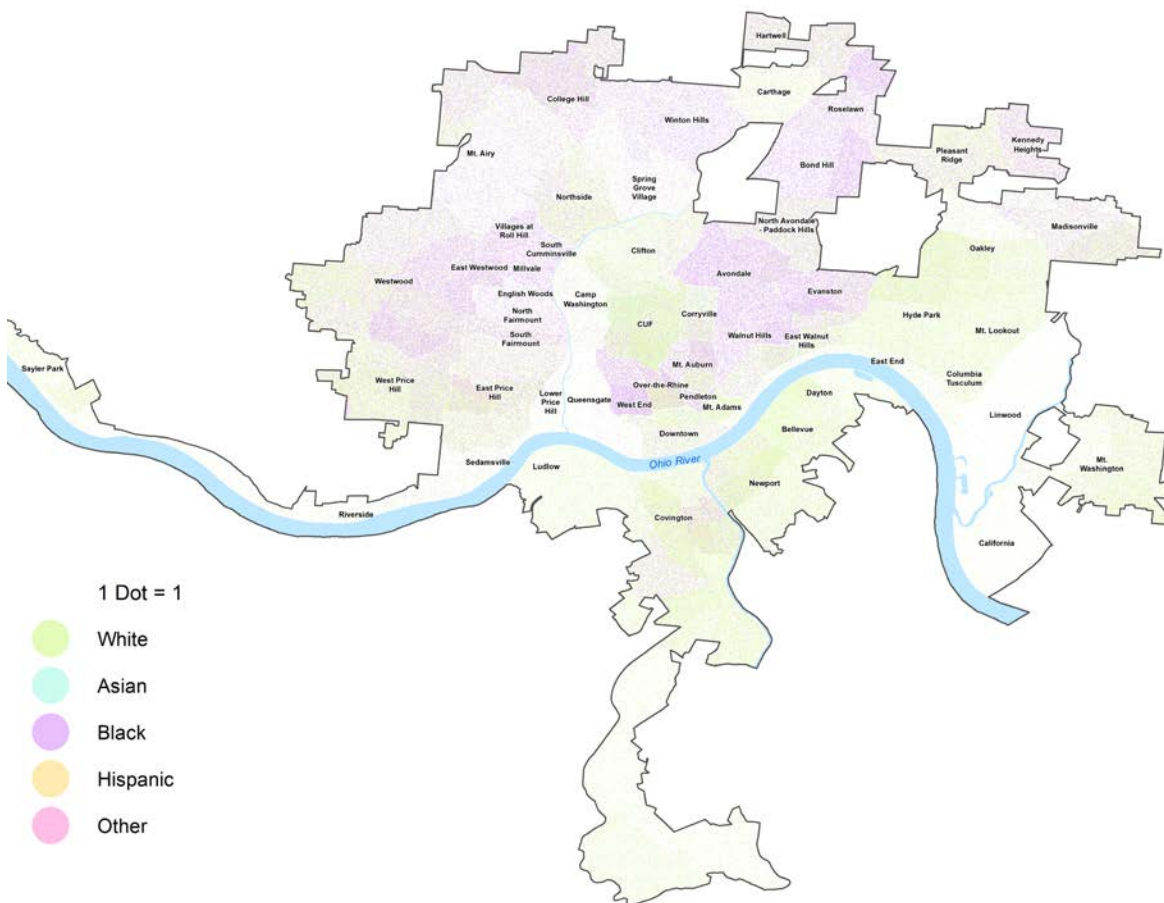 Hartwell
Carthage
College Hill
Roselawn
Winton Hills
Kennedy
Heights
Pleasant
Ridge
Mt. Airy
Bond Hill
Spring
Grove
Village
Northside
North Avondale
- Paddock Hills
Madisonville
Villages at
Roll Hill
South
Cumminsville
Clifton
Oakley
East Westwood
Millvale
Avondale
Westwood
English Woods
Camp
Washington
Evanston
North
Fairmount
Corryville
Hyde Park
CUF
Mt. Lookout
South
Fairmount
Walnut Hills
East Walnut
Hills
Sayler Park
Mt. Auburn
East End
West Price
Hill
East Price
Hill
Over-the-Rhine
Columbia
Tusculum
Lower
Price
Hill
Queensgate
West End
Pendleton
Mt. Adams
Dayton
Linwood
Downtown
Bellevue
Sedamsville
Ludlow
Ohio River
Mt.
Washington
Newport
Riverside
Covington
California
1 Dot = 1
White
Asian
Black
Hispanic
Other